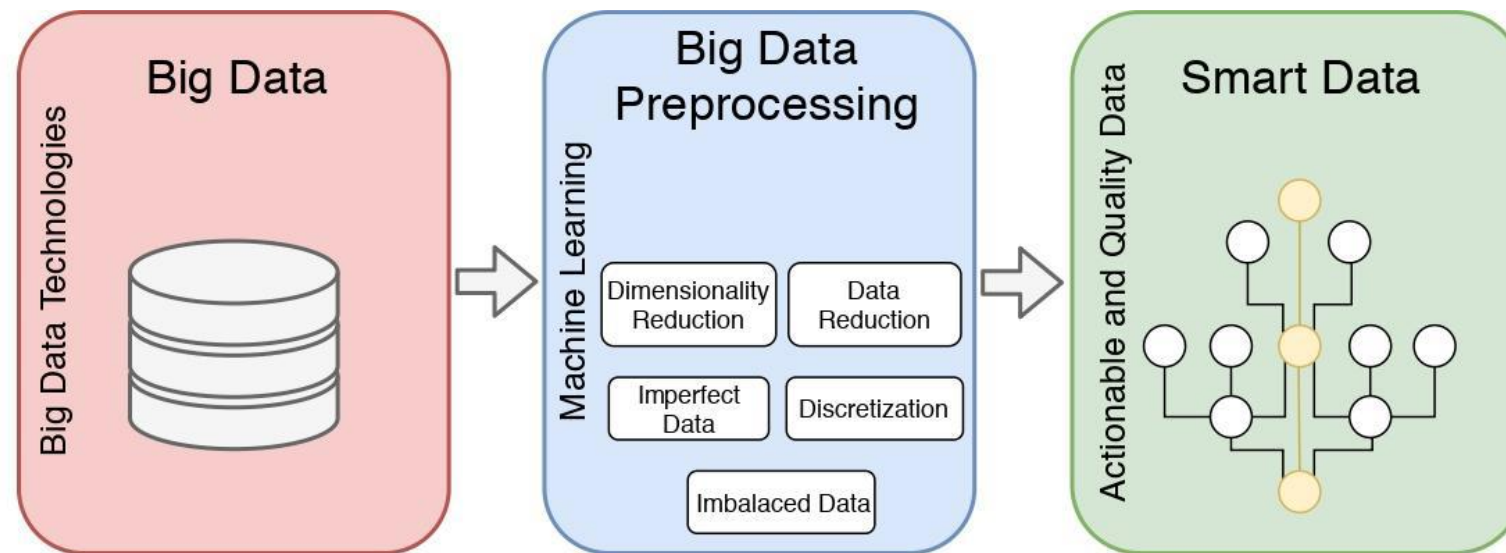 Big Data
Big Data Technologies
Big Data
Preprocessing
Machine Learning
Dimensionality
Reduction
Data
Reduction
Imperfect
Data
Discretization
Imbalaced Data
Smart Data
Actionable and Quality Data